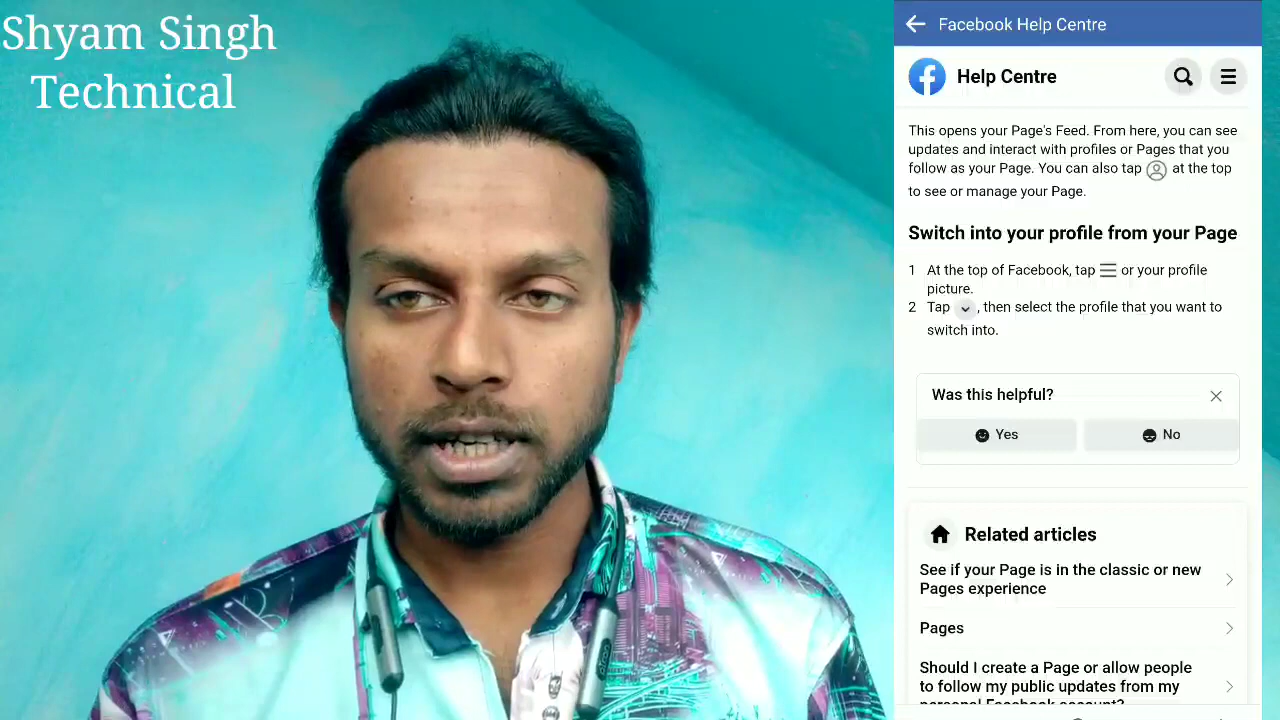 Shyam Singh
Technical
Facebook Help Centre
Help Centre
This opens your Page's Feed. From here, you can see
updates and interact with profiles or Pages that you
follow as your Page. You can also tap at the top
to see or manage your Page.
Switch into your profile from your Page
1 At the top of Facebook, tap or your profile
picture.
2 Tap , then select the profile that you want to
switch into.
Was this helpful?
Yes
No
Related articles
See if your Page is in the classic or new
Pages experience
Pages
Should I create a Page or allow people
to follow my public updates from my
personal Facebook account?